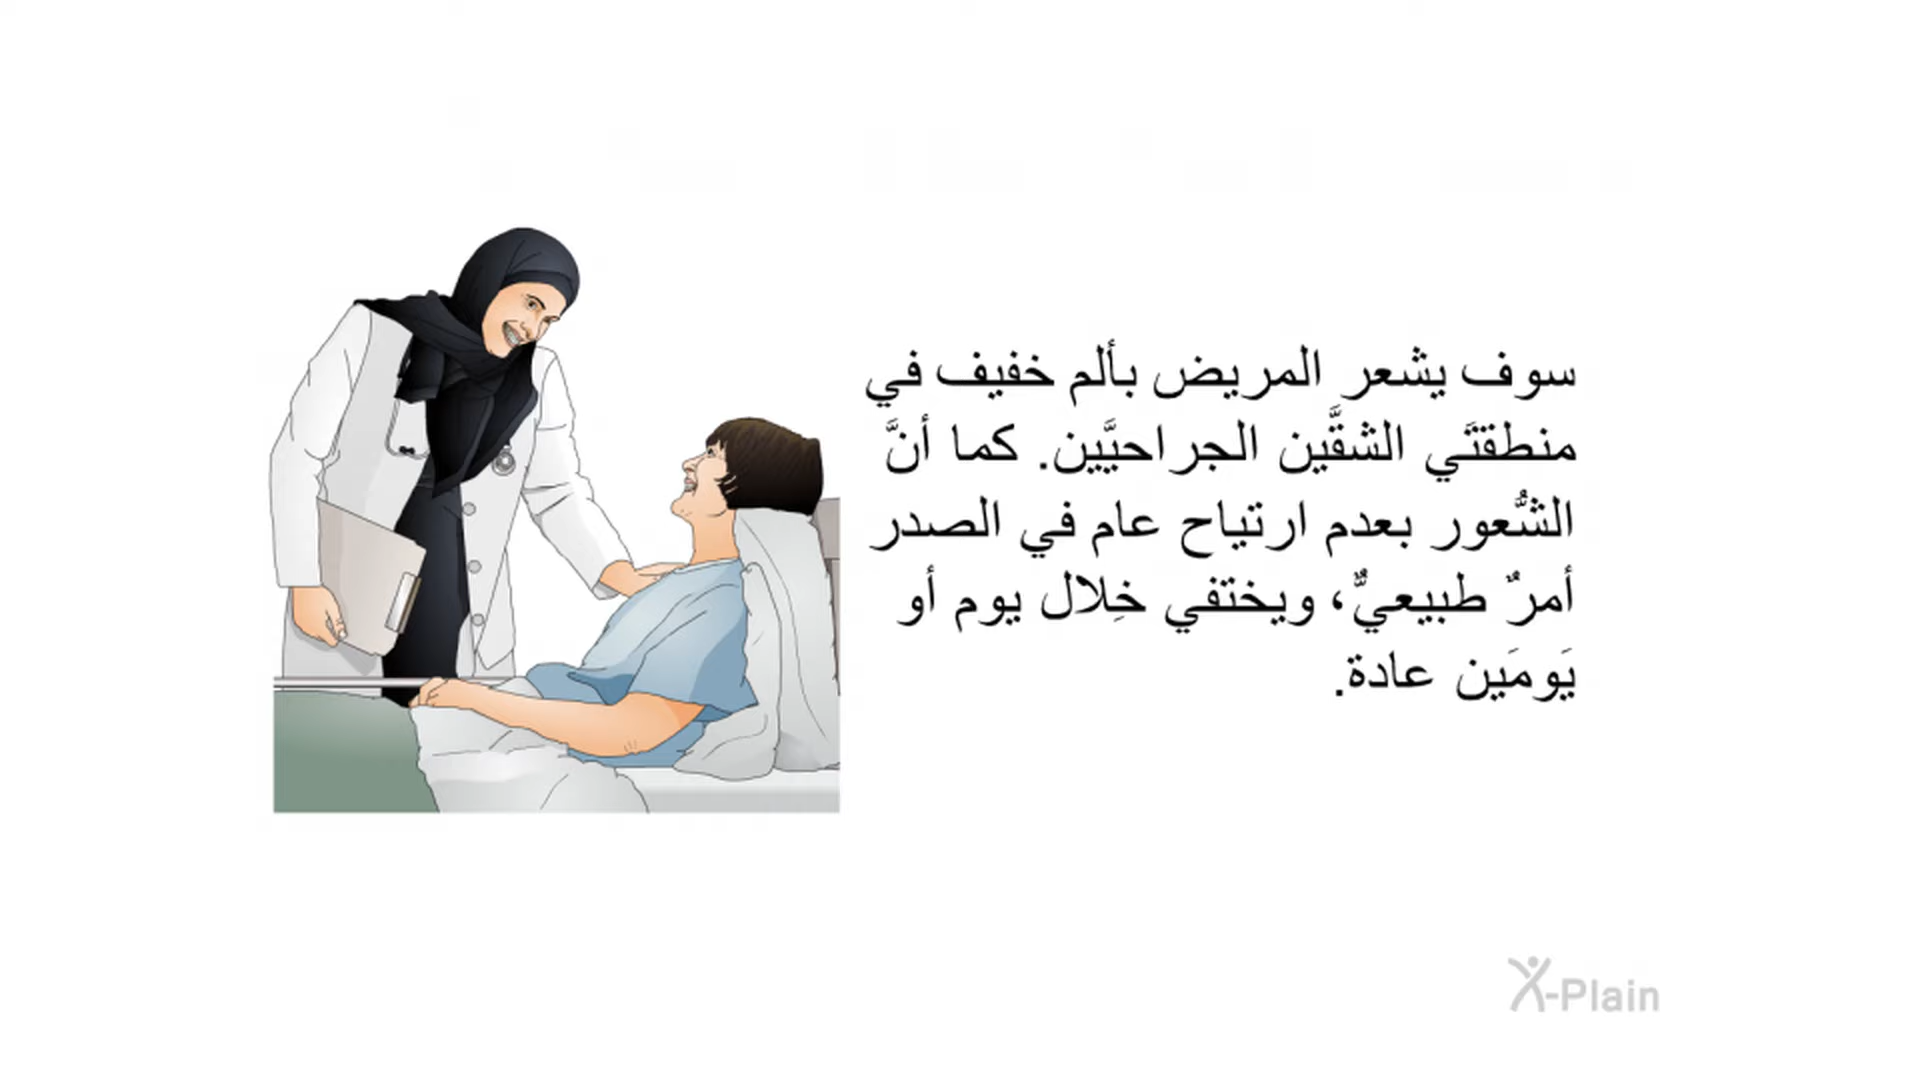 سوف يشعر المريض بألم خفيف في
منطقتَي الشقَّين الجراحيَّين. كما أنَّ
الشُّعور بعدم ارتياح عام في الصدر
أمرٌ طبيعيٌّ، ويختفي خِلال يوم أو
يَومَين عادة.
X-Plain